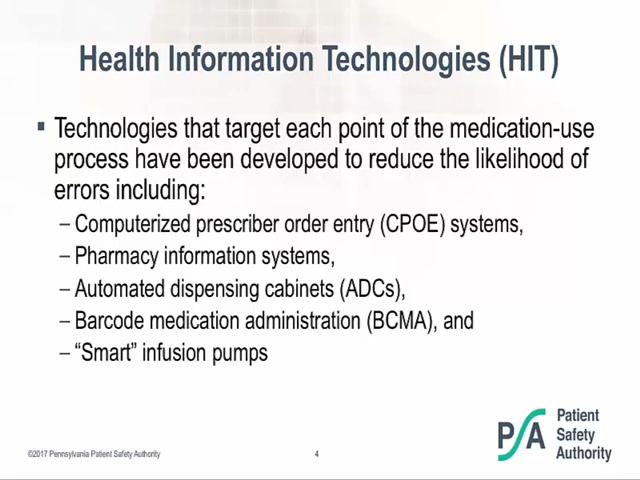 Health Information Technologies (HIT)
▪ Technologies that target each point of the medication-use
process have been developed to reduce the likelihood of
errors including:
– Computerized prescriber order entry (CPOE) systems,
– Pharmacy information systems,
– Automated dispensing cabinets (ADCs),
– Barcode medication administration (BCMA), and
– “Smart” infusion pumps
©2017 Pennsylvania Patient Safety Authority
4
PSA
Patient
Safety
Authority